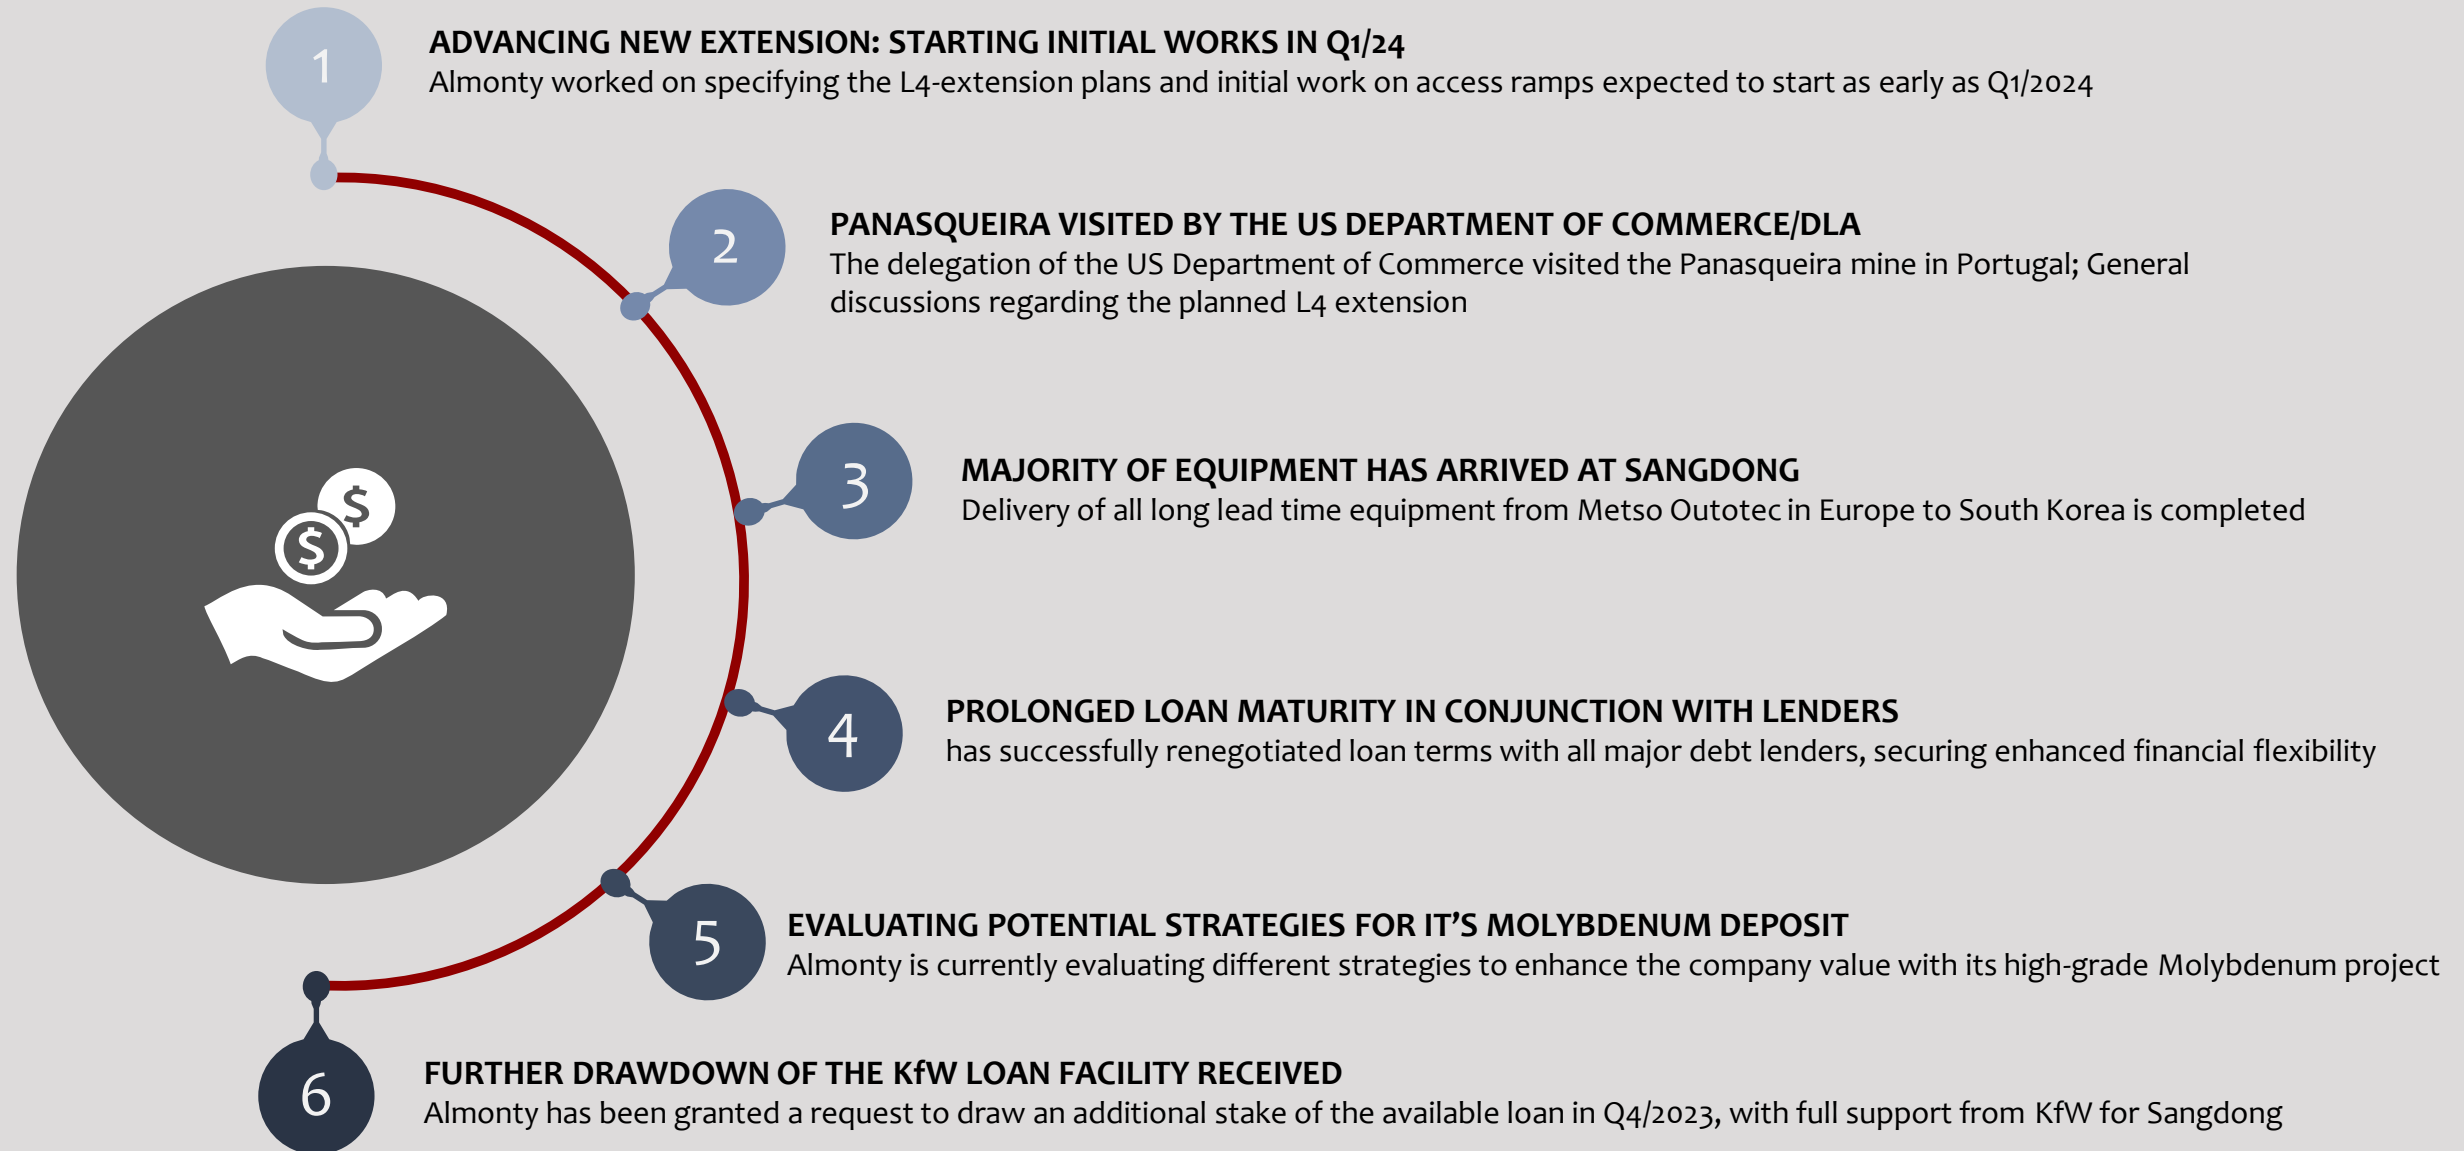 1
ADVANCING NEW EXTENSION: STARTING INITIAL WORKS IN Q1/24
Almonty worked on specifying the L4-extension plans and initial work on access ramps expected to start as early as Q1/2024
2
PANASQUEIRA VISITED BY THE US DEPARTMENT OF COMMERCE/DLA
The delegation of the US Department of Commerce visited the Panasqueira mine in Portugal; General
discussions regarding the planned L4 extension
3
MAJORITY OF EQUIPMENT HAS ARRIVED AT SANGDONG
Delivery of all long lead time equipment from Metso Outotec in Europe to South Korea is completed
$
$
4
PROLONGED LOAN MATURITY IN CONJUNCTION WITH LENDERS
has successfully renegotiated loan terms with all major debt lenders, securing enhanced financial flexibility
5
EVALUATING POTENTIAL STRATEGIES FOR IT’S MOLYBDENUM DEPOSIT
Almonty is currently evaluating different strategies to enhance the company value with its high-grade Molybdenum project
6
FURTHER DRAWDOWN OF THE KfW LOAN FACILITY RECEIVED
Almonty has been granted a request to draw an additional stake of the available loan in Q4/2023, with full support from KfW for Sangdong